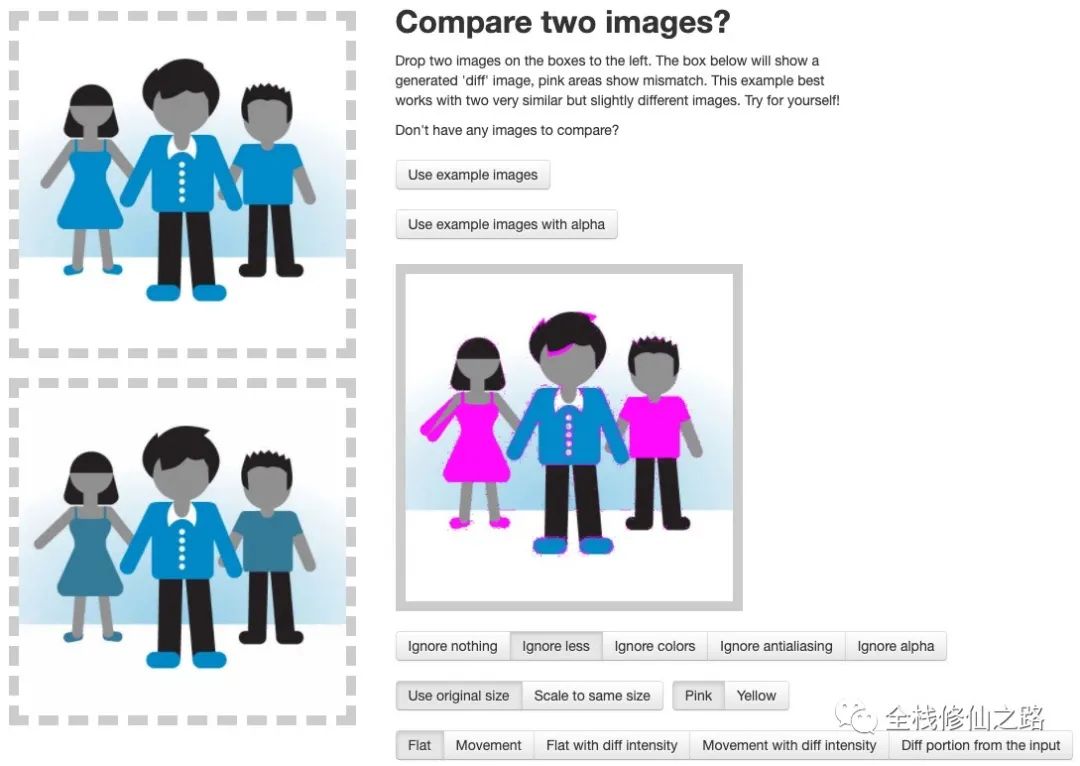 Compare two images?
Drop two images on the boxes to the left. The box below will show a
generated 'diff' image, pink areas show mismatch. This example best
works with two very similar but slightly different images. Try for yourself!
Don't have any images to compare?
Use example images
Use example images with alpha
Ignore nothing Ignore less Ignore colors Ignore antialiasing Ignore alpha
Use original size Scale to same size Pink Yellow
全栈修仙之路
Flat Movement Flat with diff intensity Movement with diff intensity Diff portion from the input